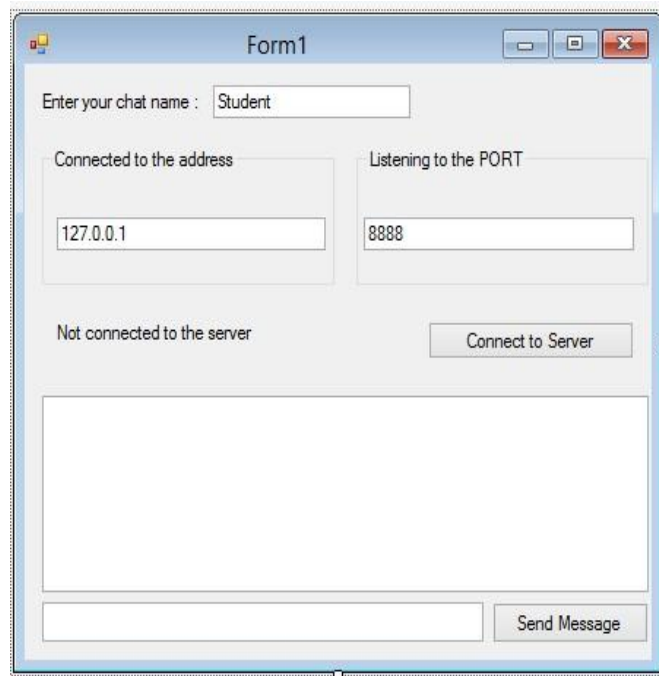 Form1
Enter your chat name : Student
Connected to the address
Listening to the PORT
127.0.0.1
8888
Not connected to the server
Connect to Server
Send Message